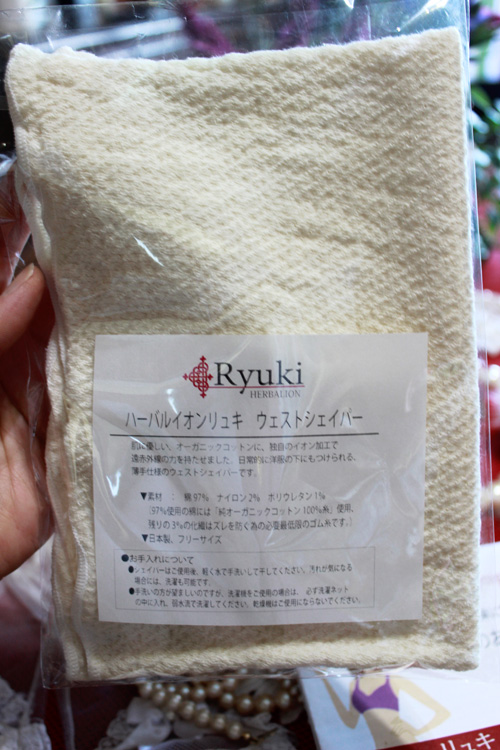 Ryuki
HERBALION
ハーバルイオンリュキ ウェストシェイパー
肌に優しい、オーガニックコットンに、独自のイオン加工で
遠赤外線の力を持たせました。日常的に洋服の下にもつけられる、
薄手仕様のウェストシェイパーです。
▼素材 : 綿97% ナイロン2% ポリウレタン1%
(97%使用の綿には「純オーガニックコットン100%糸」使用、
残りの3%の化繊はズレを防ぐ為の必要最低限のゴム糸です。)
▼日本製、フリーサイズ
●お手入れについて
●シェイパーはご使用後、軽く水で手洗いして干してください。汚れが気になる
場合には、洗濯も可能です。
●手洗いの方が望ましいのですが、洗濯機をご使用の場合は、必ず洗濯ネット
の中に入れ、弱水流で洗濯してください。乾燥機はご使用にならないでください。
リュキ